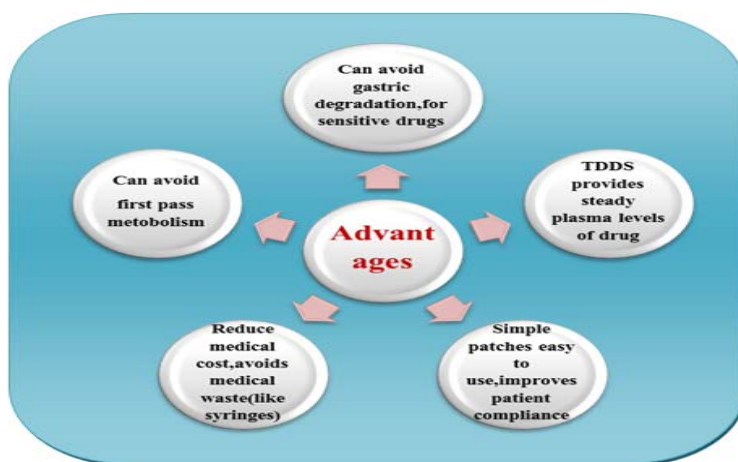 Can avoid
gastric
degradation,for
sensitive drugs
Can avoid
first pass
metobolism
TDDS
provides
steady
plasma levels
of drug
Advant
ages
Reduce
medical
cost,avoids
medical
waste(like
syringes)
Simple
patches easy
to
use,improves
patient
compliance